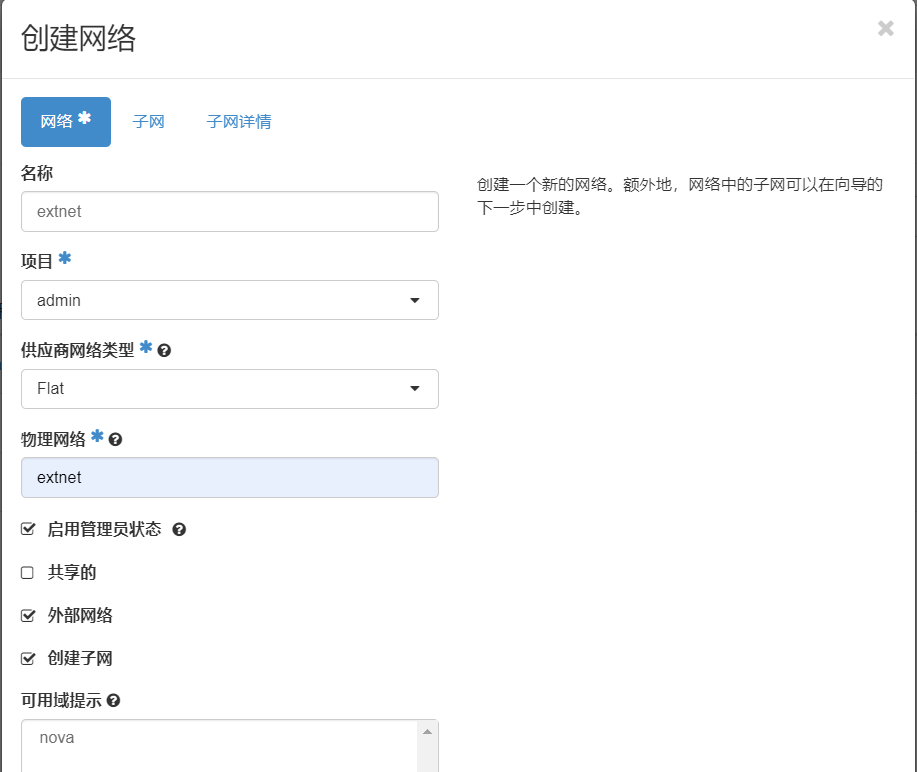 创建网络
网络 子网 子网详情
名称
extnet
创建一个新的网络。额外地，网络中的子网可以在向导的
下一步中创建。
项目
admin
供应商网络类型
Flat
物理网络
extnet
启用管理员状态
共享的
外部网络
创建子网
可用域提示
nova